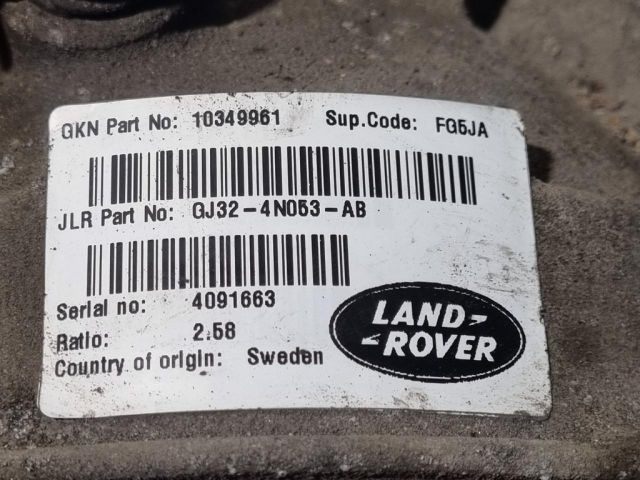 GKN Part No: 10349961 Sup.Code: FG5JA
JLR Part No: GJ32-4N053-AB
Serial no: 4091663
Ratio: 2.58
Country of origin: Sweden
LAND-
-ROVER